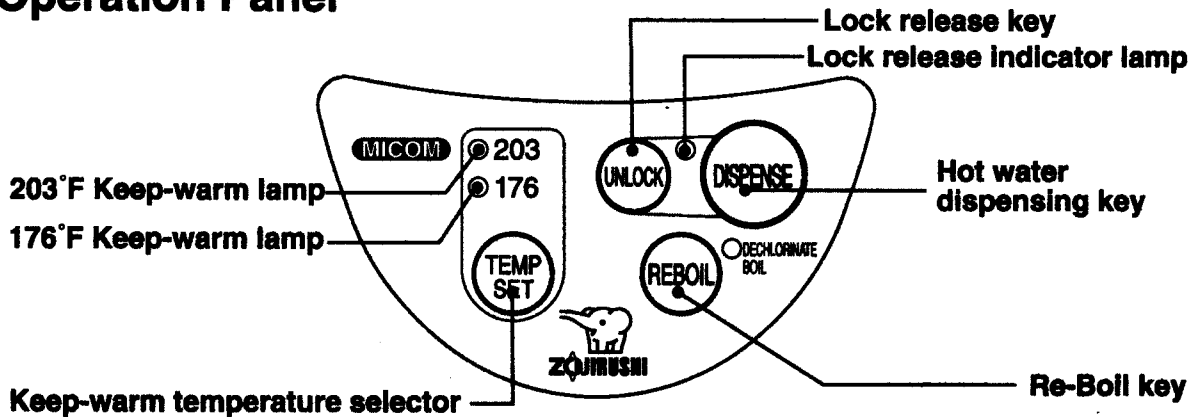 Operation Panel
Lock release key
Lock release indicator lamp
MICOM
203
176
UNLOCK
DISPENSE
203°F Keep-warm lamp
176°F Keep-warm lamp
Hot water
dispensing key
TEMP
SET
REBOIL
DECHLORINATE
BOIL
ZOJIRUSHI
Keep-warm temperature selector
Re-Boil key